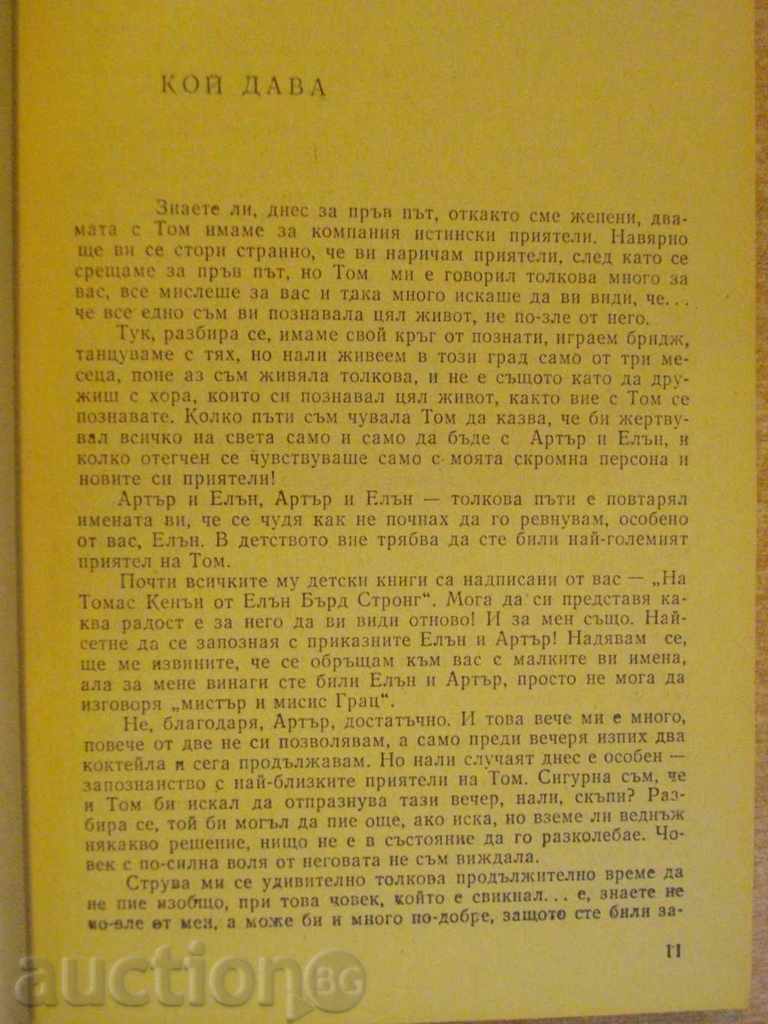 КОЙ ДАВА
Знаете ли, днес за пръв път, откакто сме женени, два-
мата с Том имаме за компания истински приятели. Навярно
ще ви се стори странно, че ви наричам приятели, след като се
срещаме за пръв път, но Том ми е говорил толкова много за
вас, все мислеше за вас и така много искаше да ви види, че...
че все едно съм ви познавала цял живот, не по-зле от него.
Тук, разбира се, имаме свой кръг от познати, играем бридж,
танцуваме с тях, но нали живеем в този град само от три ме-
сеца, поне аз съм живяла толкова, и не е същото като да дру-
жиш с хора, които си познавал цял живот, както вие с Том се
познавате. Колко пъти съм чувала Том да казва, че би жертву-
вал всичко на света само и само да бъде с Артър и Елън, и
колко отегчен се чувствуваше само с моята скромна персона и
новите си приятели!
Артър и Елън, Артър и Елън — толкова пъти е повтарял
имената ви, че се чудя как не почнах да го ревнувам, особено
от вас, Елън. В детството вие трябва да сте били най-големият
приятел на Том.
Почти всичките му детски книги са надписани от вас — „На
Томас Кенън от Елън Бърд Стронг“. Мога да си представя ка-
ква радост е за него да ви види отново! И за мен също. Най-
сетне да се запозная с приказните Елън и Артър! Надявам се,
ще ме извините, че се обръщам към вас с малките ви имена,
ала за мене винаги сте били Елън и Артър, просто не мога да
изговоря „мистър и мисис Грац“.
Не, благодаря, Артър, достатъчно. И това вече ми е много,
повече от две не си позволявам, а само преди вечеря изпих два
коктейла и сега продължавам. Но нали случаят днес е особен —
запознанство с най-близките приятели на Том. Сигурна съм, че
и Том би искал да отпразнува тази вечер, нали, скъпи? Раз-
бира се, той би могъл да пие още, ако иска, но вземе ли веднъж
някакво решение, нищо не е в състояние да го разколебае. Чо-
век с по-силна воля от неговата не съм виждала.
Струва ми се удивително толкова продължително време да
не пие изобщо, при това човек, който е свикнал... е, знаете не
по-зле от мен, а може би и много по-добре, защото сте били за-
11
auctionBG